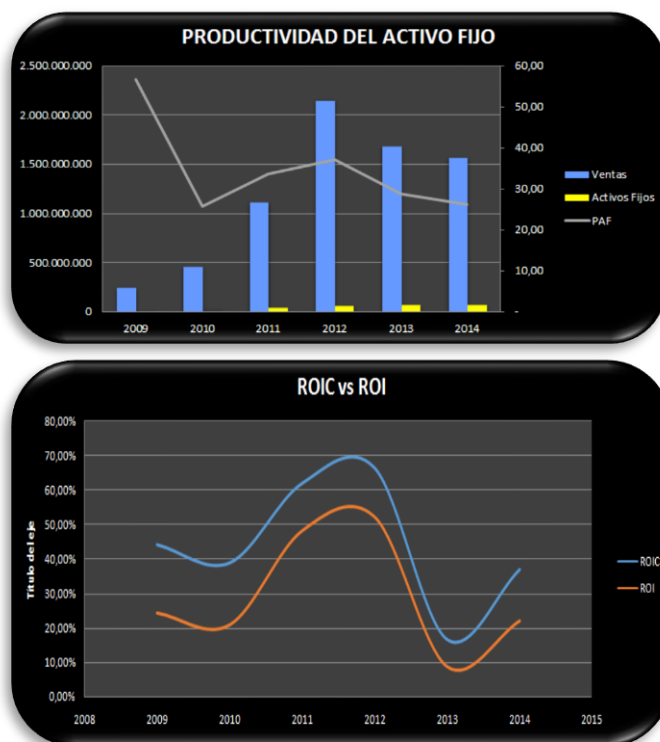 PRODUCTIVIDAD DEL ACTIVO FIJO
2.500.000.000
2.000.000.000
1.500.000.000
1.000.000.000
500.000.000
0
60,00
50,00
40,00
30,00
20,00
10,00
-
2009 2010 2011 2012 2013 2014
Ventas
Activos Fijos
PAF
ROIC vs ROI
Título del eje
80,00%
70,00%
60,00%
50,00%
40,00%
30,00%
20,00%
10,00%
0,00%
2008 2009 2010 2011 2012 2013 2014 2015
ROIC
ROI